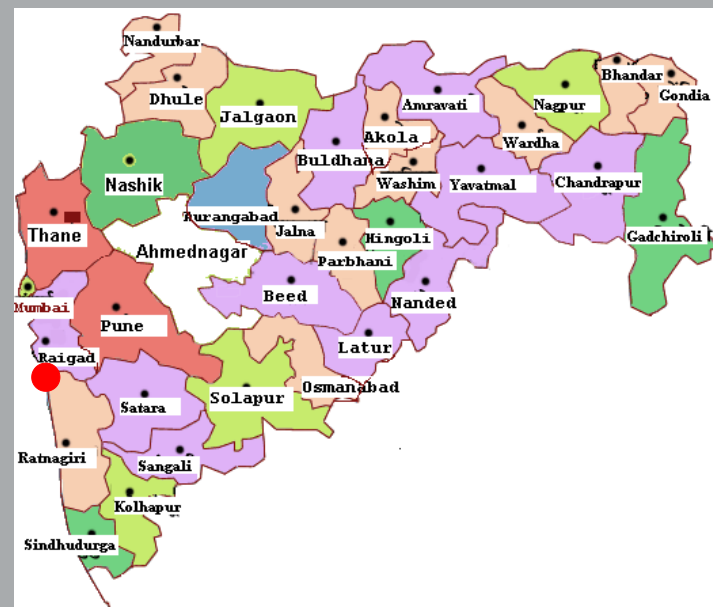 Nandurbar
Dhule
Jalgaon
Bhandar
Gondia
Nagpur
Amravati
Akola
Wardha
Buldhana
Washim
Yavatmal
Chandrapur
Nashik
Aurangabad
Jalna
Hingoli
Gadchiroli
Thane
Ahmednagar
Parbhani
Beed
Nanded
Mumbai
Pune
Latur
Raigad
Osmanabad
Solapur
Satara
Ratnagiri
Sangali
Kolhapur
Sindhudurga